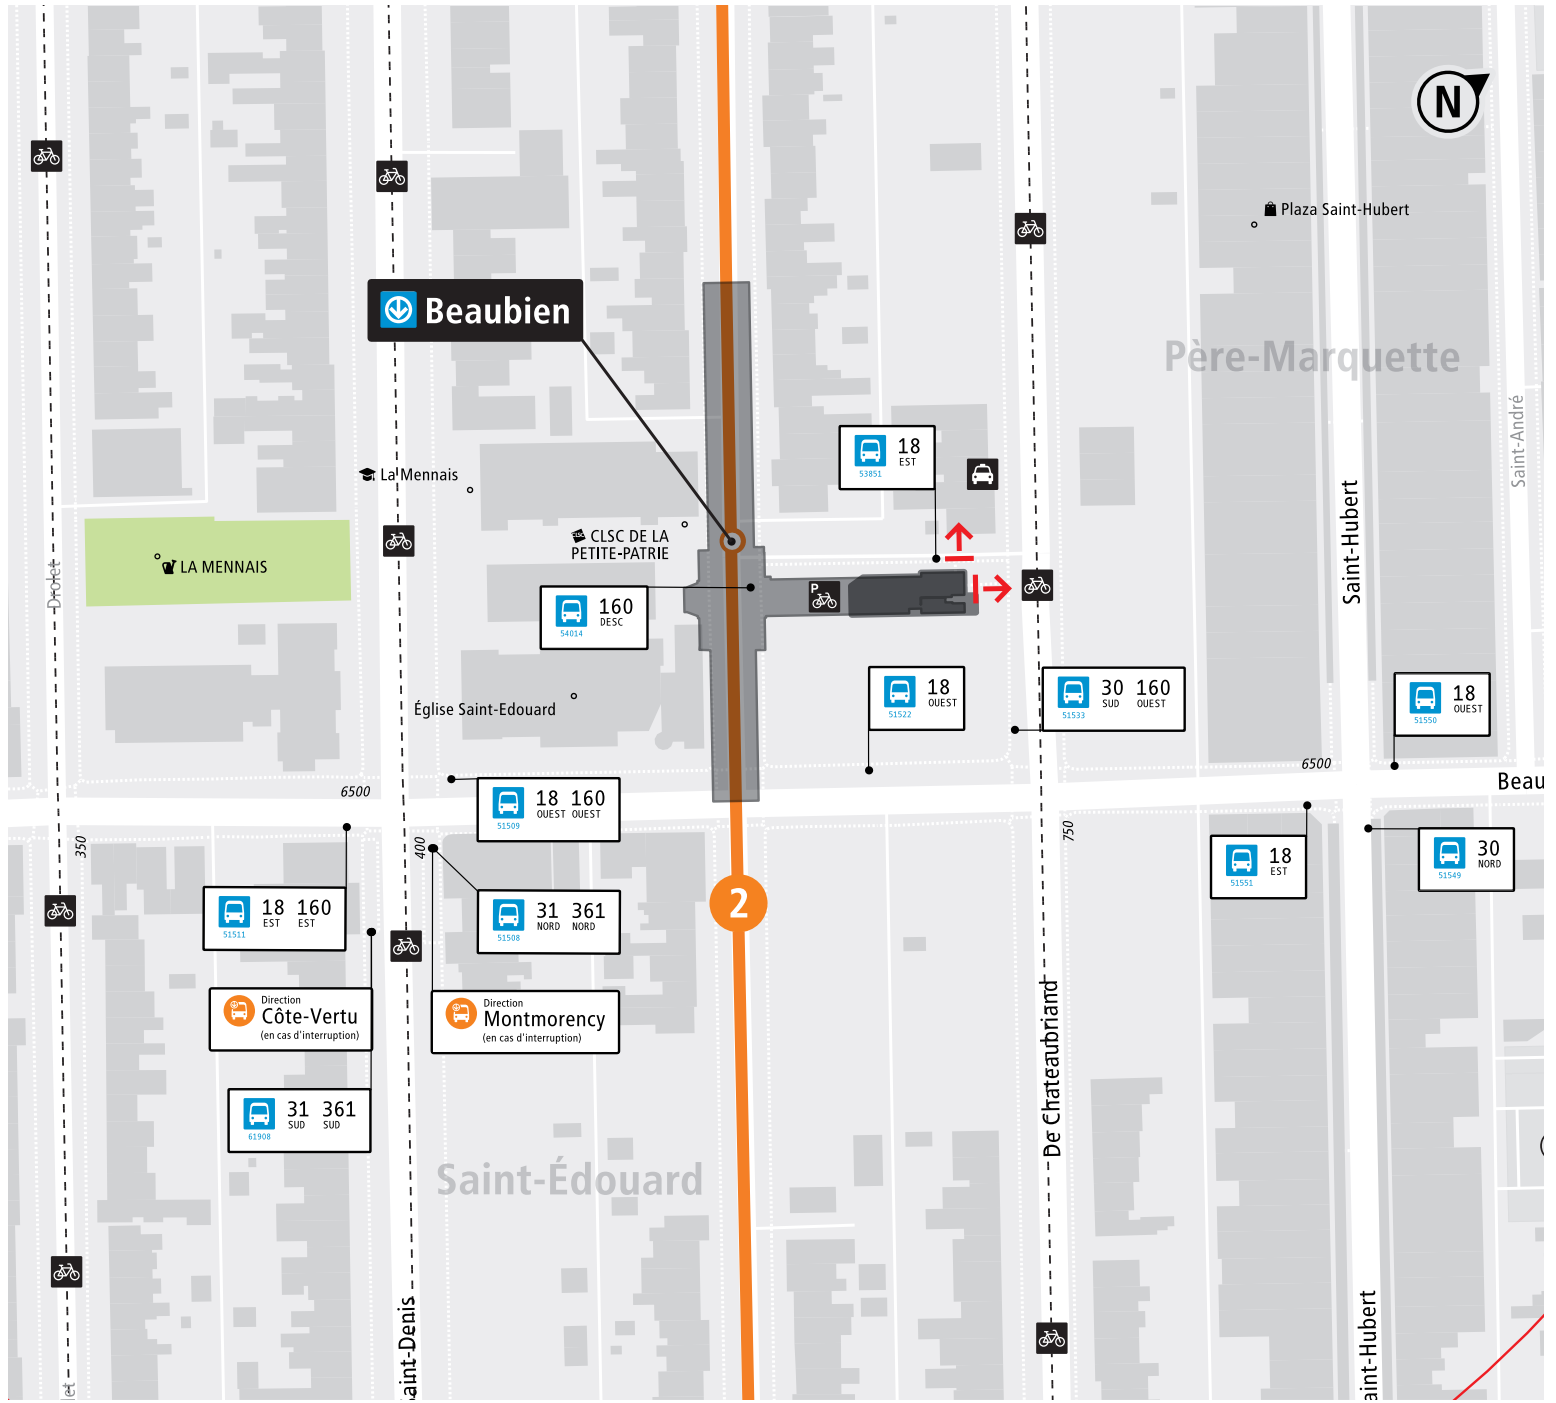 N
Plaza Saint-Hubert
Beaubien
Père-Marquette
Saint-André
18
EST
53851
La Mennais
CLSC DE LA
PETITE-PATRIE
Saint-Hubert
Drolet
LA MENNAIS
P
160
DESC
54014
18
OUEST
51522
30 160
SUD OUEST
51533
18
OUEST
51550
Église Saint-Edouard
6500
6500
Beau
18 160
OUEST OUEST
51509
350
400
750
18
EST
51551
30
NORD
51549
18 160
EST EST
51511
31 361
NORD NORD
51508
2
Direction
Côte-Vertu
(en cas d'interruption)
Direction
Montmorency
(en cas d'interruption)
De Chateaubriand
31 361
SUD SUD
61908
Saint-Édouard
aint-Denis
aint-Hubert
let